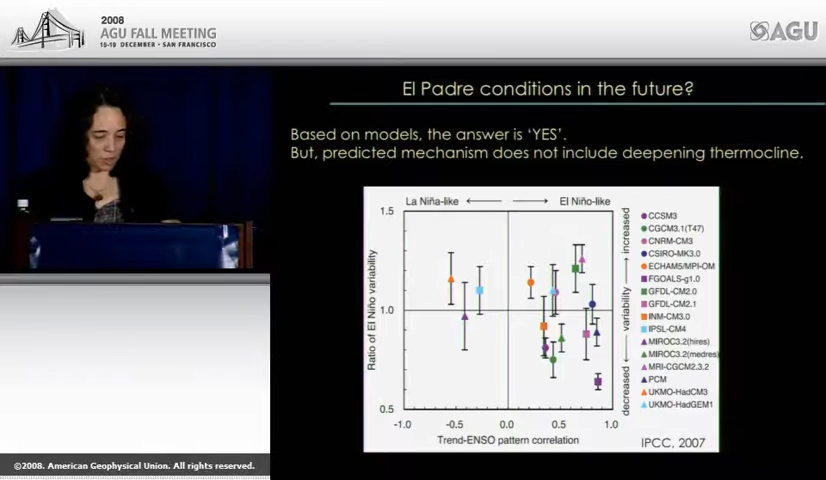 2008
AGU FALL MEETING
15-19 DECEMBER • SAN FRANCISCO
AGU
El Padre conditions in the future?
Based on models, the answer is ‘YES’.
But, predicted mechanism does not include deepening thermocline.
La Niña-like
El Niño-like
1.5
1.0
0.5
Ratio of El Niño variability
-1.0 -0.5 0.0 0.5 1.0
Trend-ENSO pattern correlation
decreased variability increased
CCSM3
CGCM3.1(T47)
CNRM-CM3
CSIRO-MK3.0
ECHAM5/MPI-OM
FGOALS-g1.0
GFDL-CM2.0
GFDL-CM2.1
INM-CM3.0
IPSL-CM4
MIROC3.2(hires)
MIROC3.2(medres)
MRI-CGCM2.3.2
PCM
UKMO-HadCM3
UKMO-HadGEM1
IPCC, 2007
©2008. American Geophysical Union. All rights reserved.